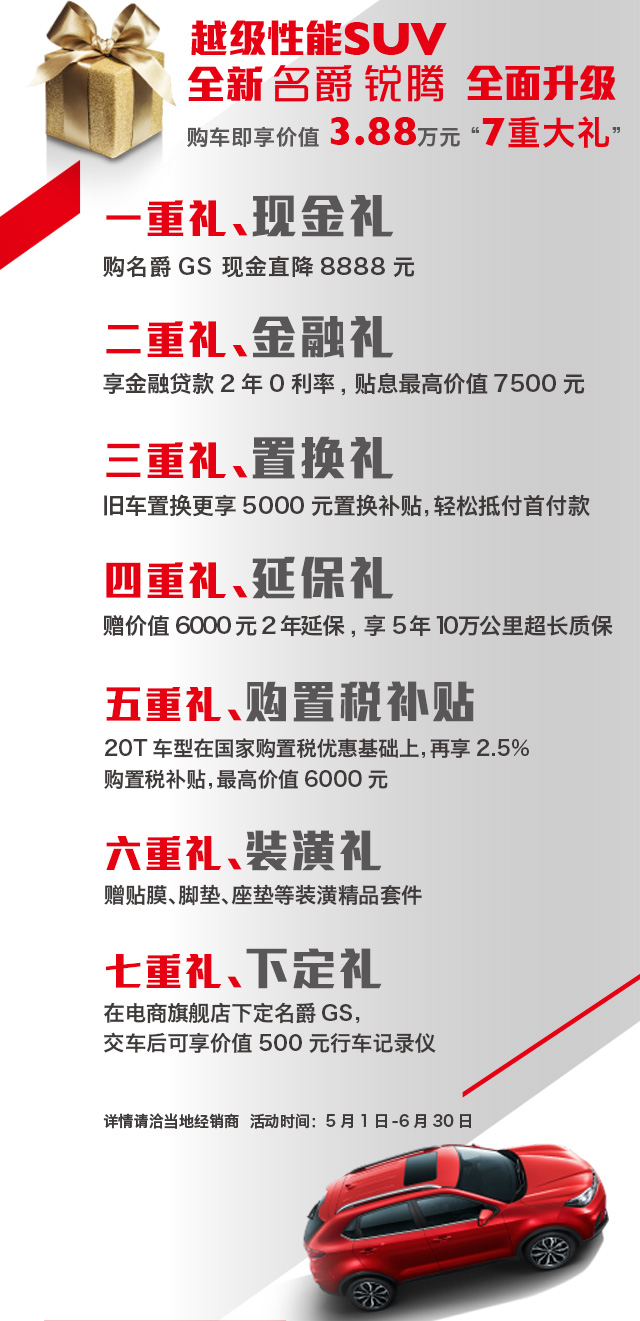 越级性能SUV
全新 名爵 锐腾 全面升级
购车即享价值 3.88万元 “7重大礼”
一重礼、现金礼
购名爵 GS 现金直降 8888 元
二重礼、金融礼
享金融贷款 2 年 0 利率，贴息最高价值 7500 元
三重礼、置换礼
旧车置换更享 5000 元置换补贴，轻松抵付首付款
四重礼、延保礼
赠价值 6000 元 2 年延保，享 5 年 10万公里超长质保
五重礼、购置税补贴
20T 车型在国家购置税优惠基础上，再享 2.5%
购置税补贴，最高价值 6000 元
六重礼、装潢礼
赠贴膜、脚垫、座垫等装潢精品套件
七重礼、下定礼
在电商旗舰店下定名爵 GS，
交车后可享价值 500 元行车记录仪
详情请洽当地经销商 活动时间：5 月 1 日-6 月 30 日